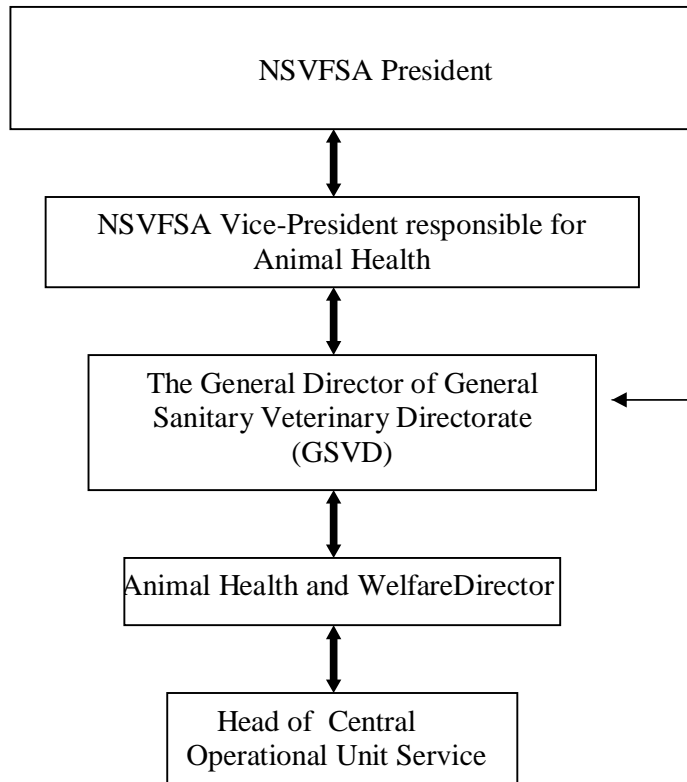 NSVFSA President
NSVFSA Vice-President responsible for
Animal Health
The General Director of General
Sanitary Veterinary Directorate
(GSVD)
Animal Health and WelfareDirector
Head of Central
Operational Unit Service